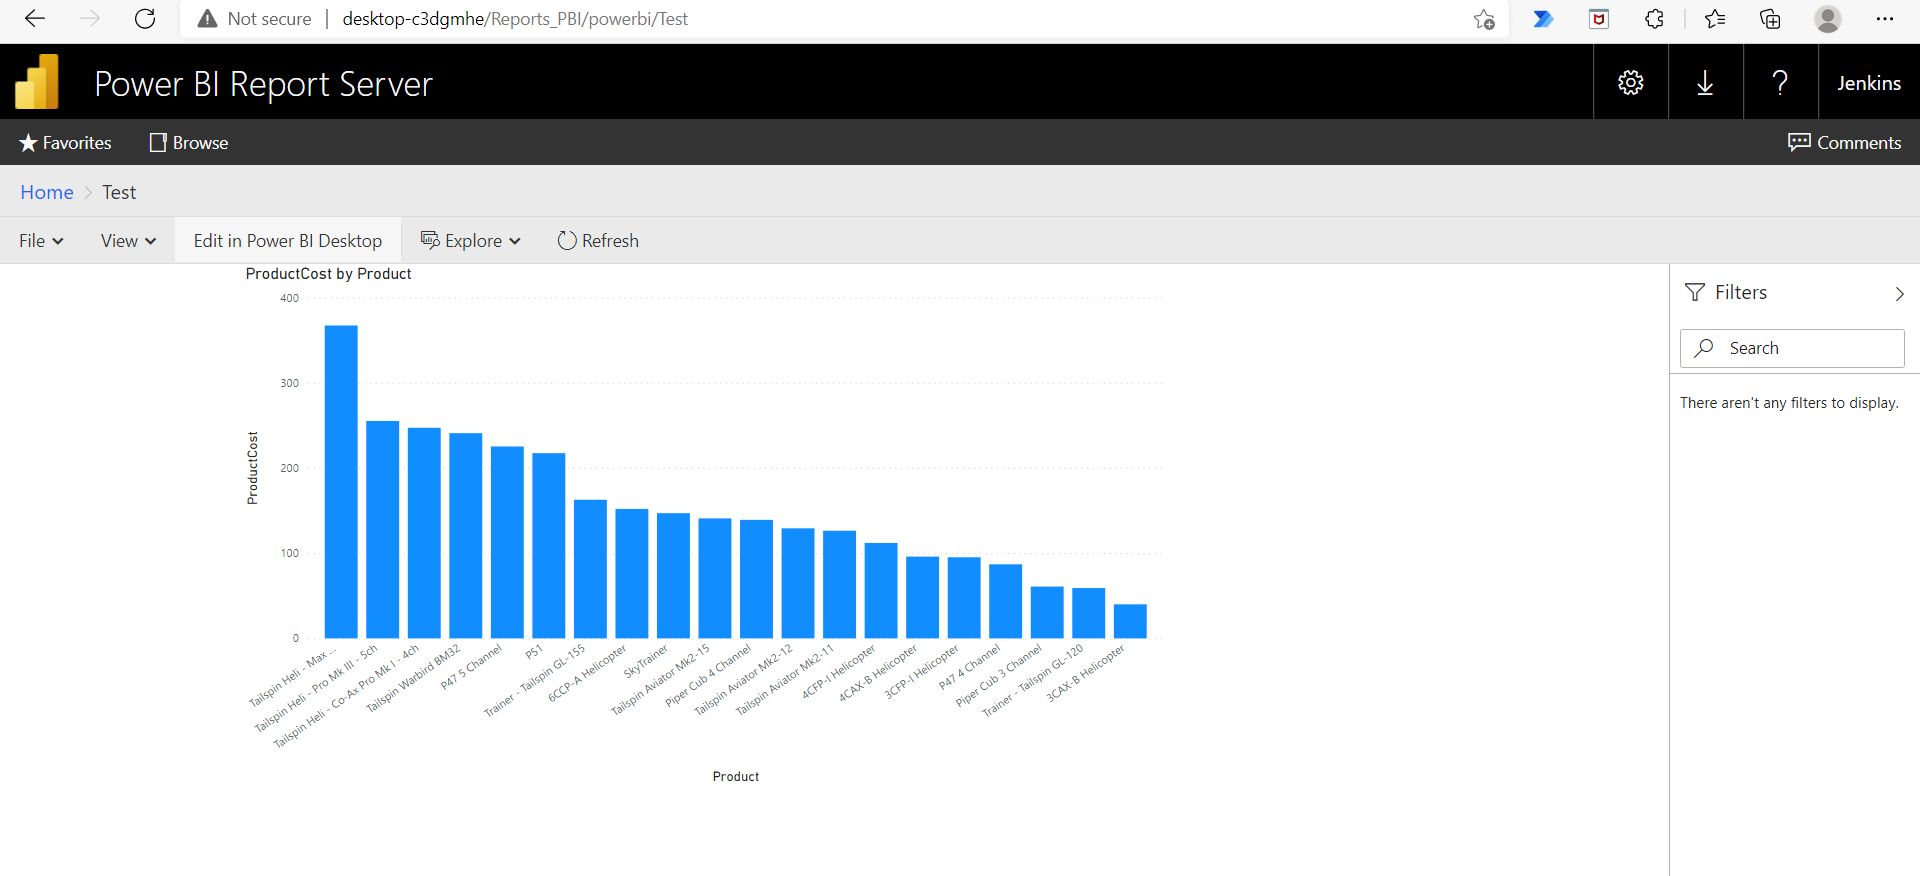 Not secure | desktop-c3dgmhe/Reports_PBI/powerbi/Test
Power BI Report Server
? Jenkins
Favorites Browse Comments
Home > Test
File View Edit in Power BI Desktop Explore Refresh
ProductCost by Product
400
300
200
100
0
ProductCost
Tailspin Heli - Max ...
Tailspin Heli - Pro Mk III - 5ch
Tailspin Heli - Co-Ax Pro Mk I - 4ch
Tailspin Warbird BM32
P47 5 Channel
P51
Trainer - Tailspin GL-155
6CCP-A Helicopter
SkyTrainer
Tailspin Aviator Mk2-15
Piper Cub 4 Channel
Tailspin Aviator Mk2-12
Tailspin Aviator Mk2-11
4CFP-I Helicopter
4CAX-B Helicopter
3CFP-I Helicopter
P47 4 Channel
Piper Cub 3 Channel
Trainer - Tailspin GL-120
3CAX-B Helicopter
Product
Filters
Search
There aren't any filters to display.